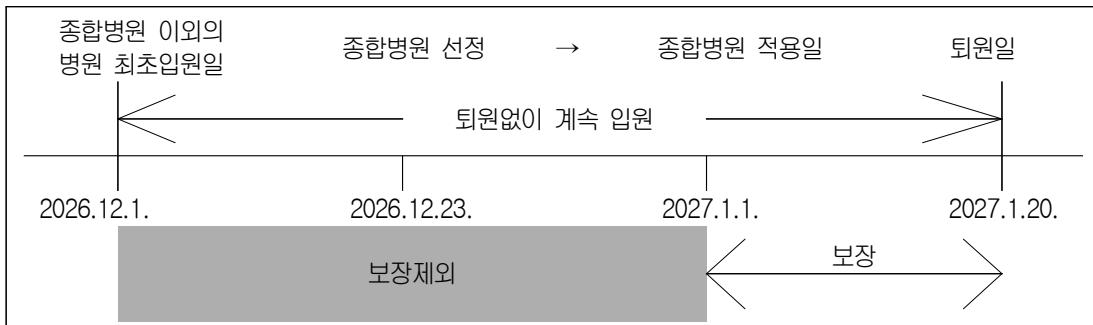 종합병원 이외의
병원 최초입원일
종합병원 선정 → 종합병원 적용일 퇴원일
퇴원없이 계속 입원
2026.12.1. 2026.12.23. 2027.1.1. 2027.1.20.
보장제외
보장